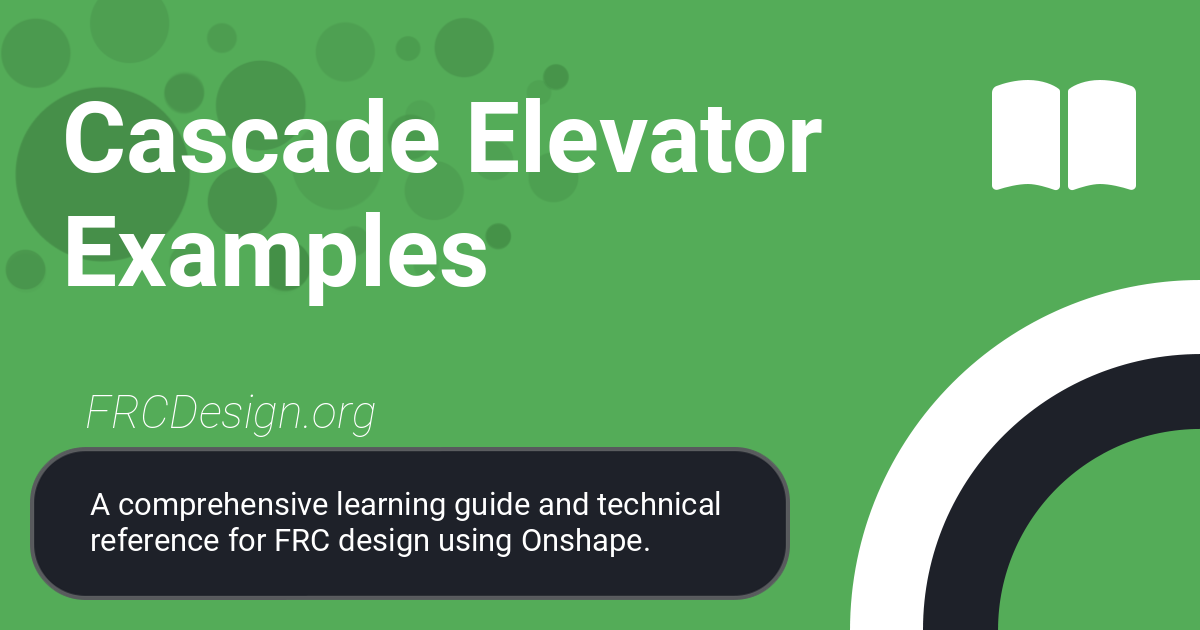 Cascade Elevator
Examples
FRCDesign.org
A comprehensive learning guide and technical
reference for FRC design using Onshape.